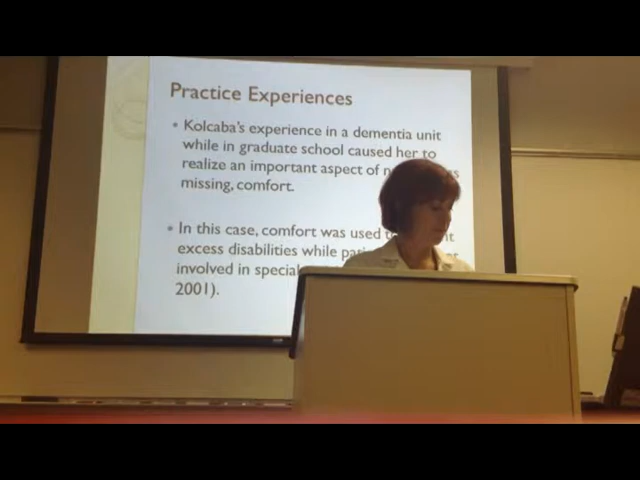 Practice Experiences
• Kolcaba's experience in a dementia unit
while in graduate school caused her to
realize an important aspect of
missing, comfort.
• In this case, comfort was used
excess disabilities while
involved in special
2001).